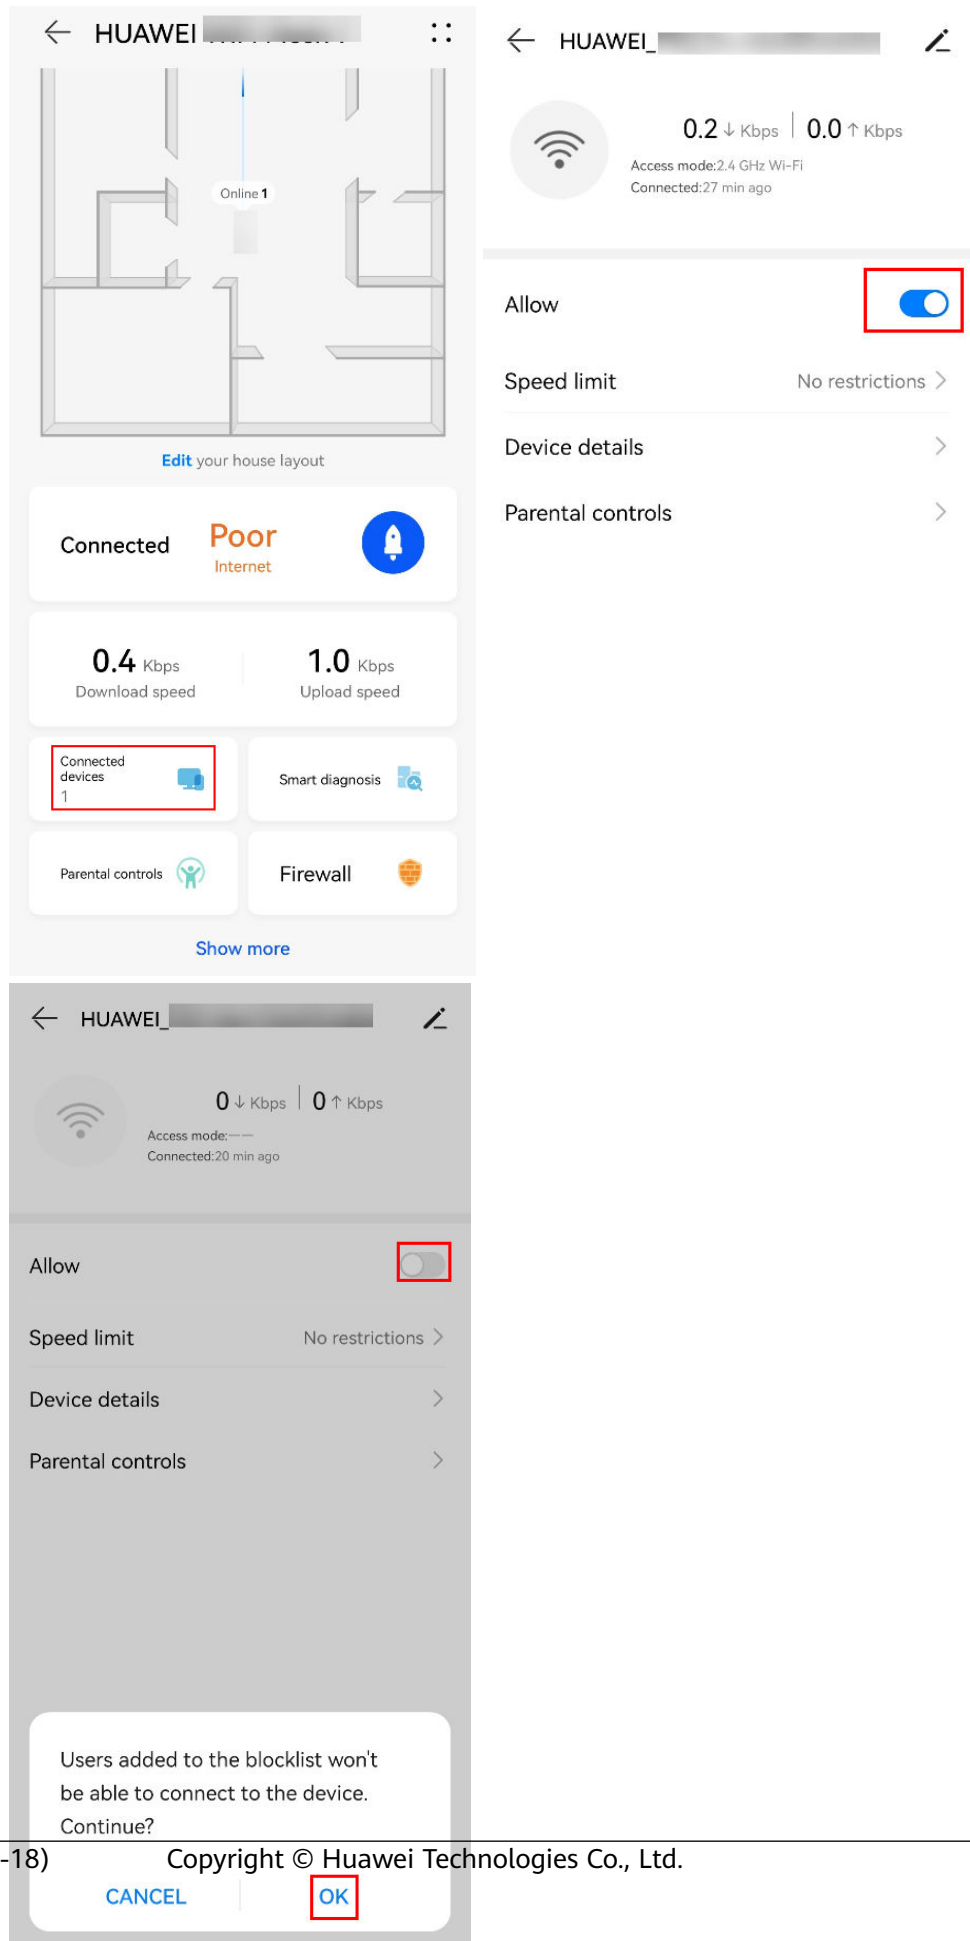 HUAWEI
Online 1
Edit your house layout
Connected
Poor
Internet
0.4 Kbps
Download speed
1.0 Kbps
Upload speed
Connected
devices
1
Smart diagnosis
Parental controls
Firewall
Show more
HUAWEI_
0.2 ↓ Kbps | 0.0 ↑ Kbps
Access mode:2.4 GHz Wi-Fi
Connected:27 min ago
Allow
Speed limit No restrictions
Device details
Parental controls
HUAWEI_
0 ↓ Kbps | 0 ↑ Kbps
Access mode:——
Connected:20 min ago
Allow
Speed limit No restrictions
Device details
Parental controls
Users added to the blocklist won't
be able to connect to the device.
Continue?
-18) Copyright © Huawei Technologies Co., Ltd.
CANCEL OK